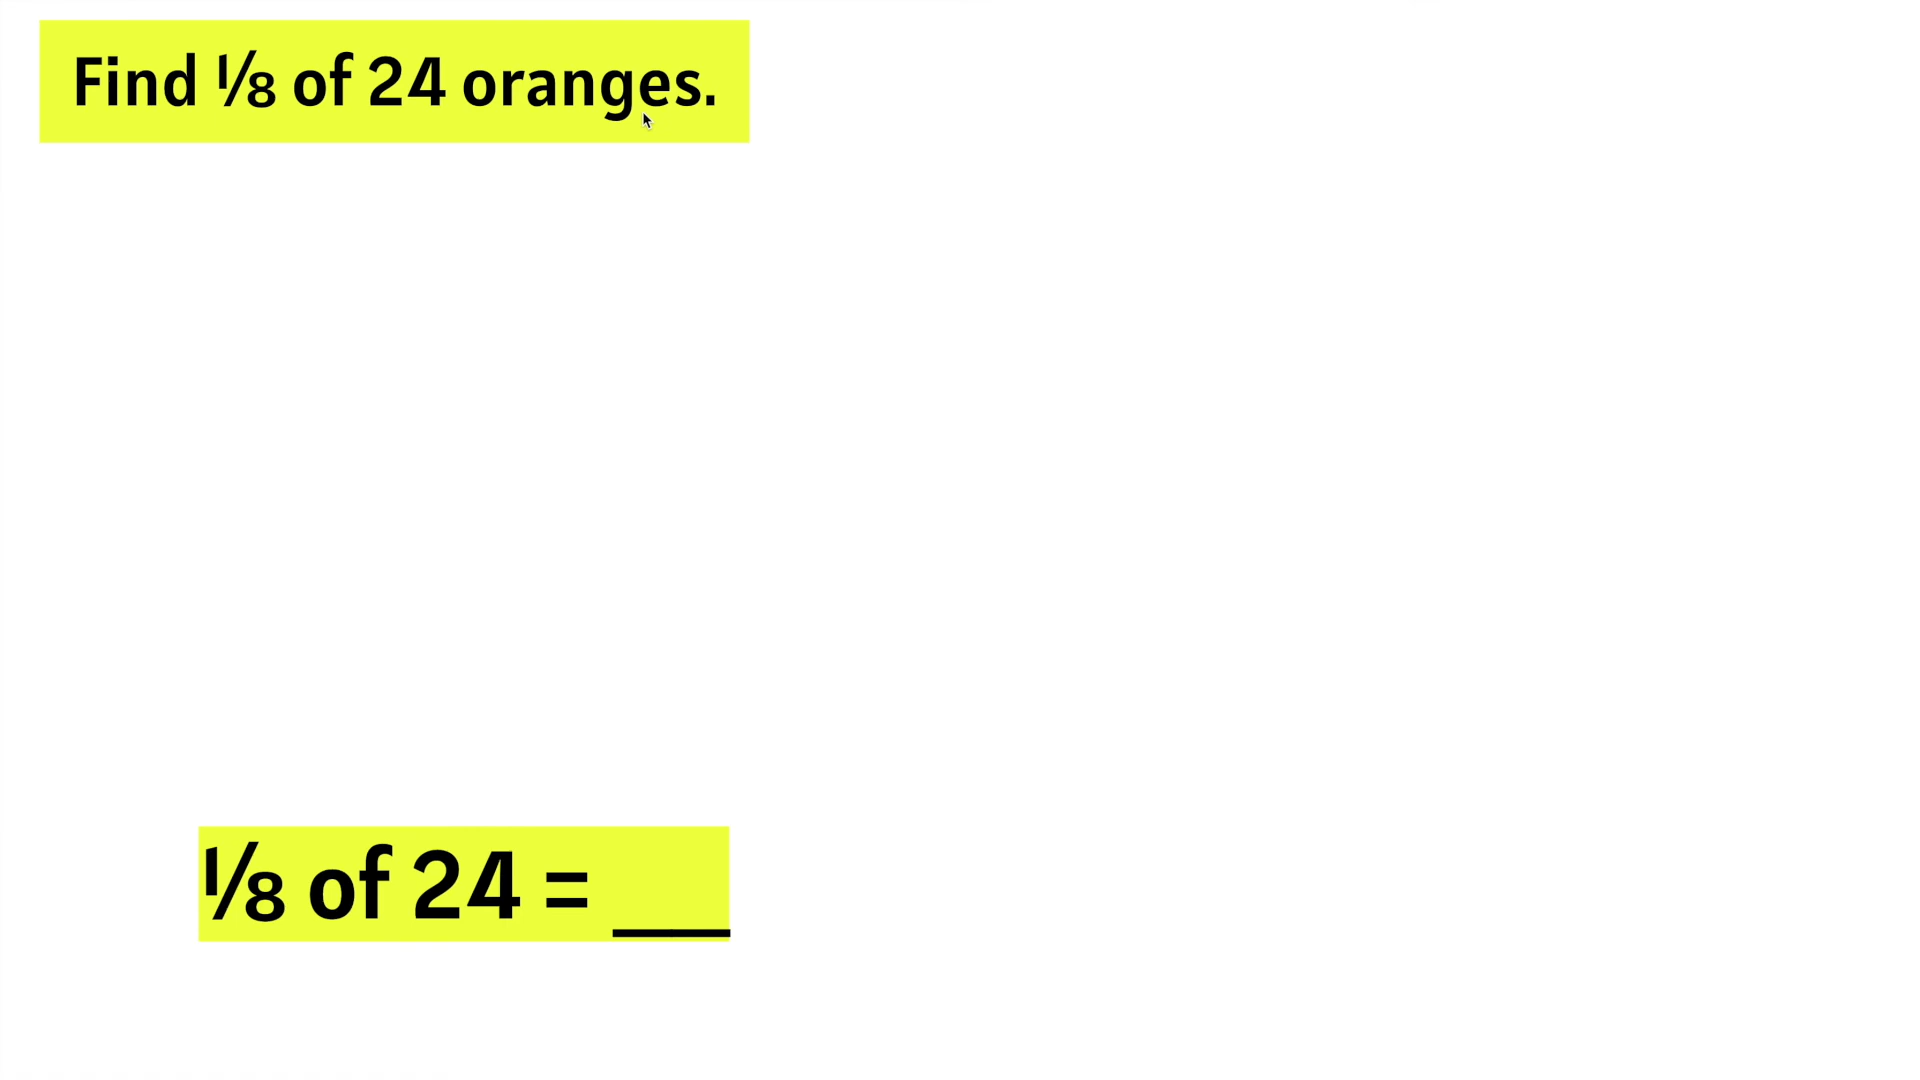 Find ⅛ of 24 oranges.
⅛ of 24 = ___